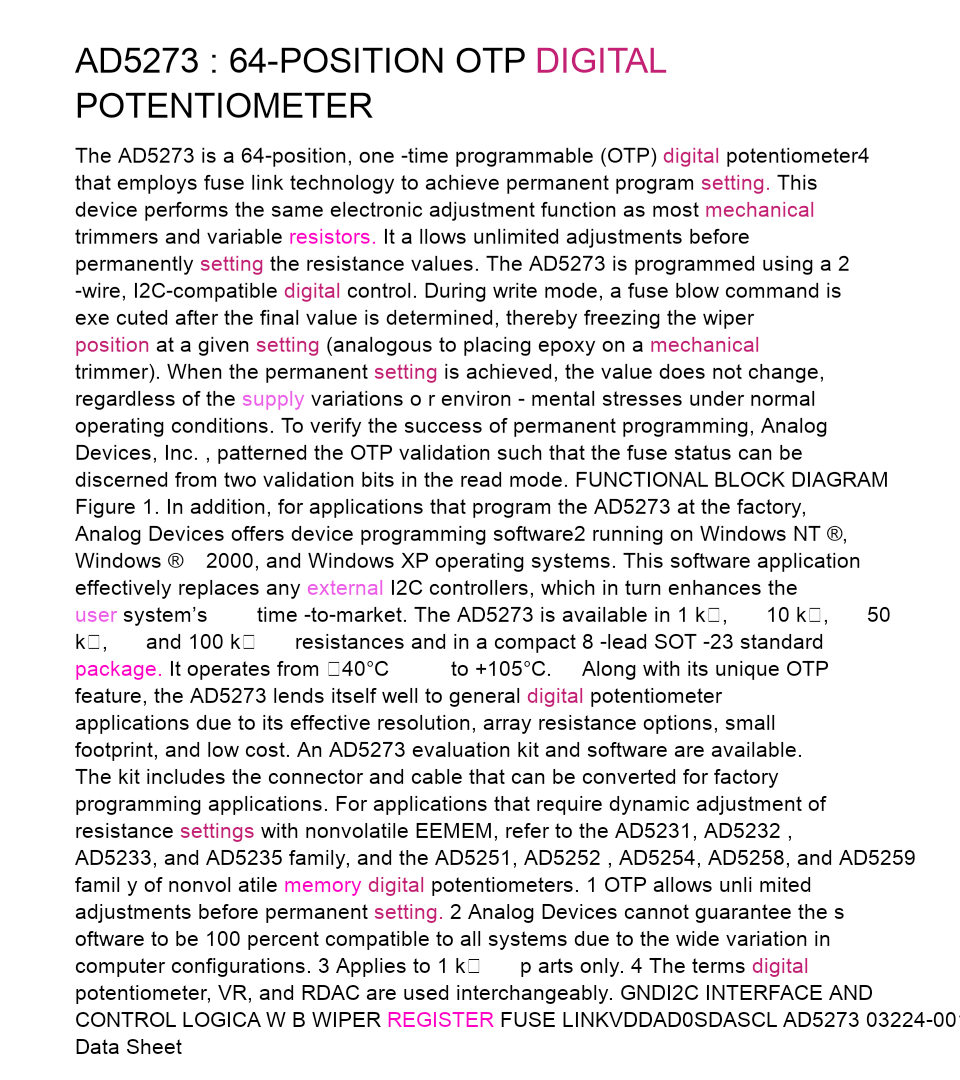 AD5273 : 64-POSITION OTP DIGITAL
POTENTIOMETER
The AD5273 is a 64-position, one -time programmable (OTP) digital potentiometer4
that employs fuse link technology to achieve permanent program setting. This
device performs the same electronic adjustment function as most mechanical
trimmers and variable resistors. It a llows unlimited adjustments before
permanently setting the resistance values. The AD5273 is programmed using a 2
-wire, I2C-compatible digital control. During write mode, a fuse blow command is
exe cuted after the final value is determined, thereby freezing the wiper
position at a given setting (analogous to placing epoxy on a mechanical
trimmer). When the permanent setting is achieved, the value does not change,
regardless of the supply variations o r environ - mental stresses under normal
operating conditions. To verify the success of permanent programming, Analog
Devices, Inc. , patterned the OTP validation such that the fuse status can be
discerned from two validation bits in the read mode. FUNCTIONAL BLOCK DIAGRAM
Figure 1. In addition, for applications that program the AD5273 at the factory,
Analog Devices offers device programming software2 running on Windows NT ®,
Windows ® 2000, and Windows XP operating systems. This software application
effectively replaces any external I2C controllers, which in turn enhances the
user system’s time -to-market. The AD5273 is available in 1 k□, 10 k□, 50
k□, and 100 k□ resistances and in a compact 8 -lead SOT -23 standard
package. It operates from □40°C to +105°C. Along with its unique OTP
feature, the AD5273 lends itself well to general digital potentiometer
applications due to its effective resolution, array resistance options, small
footprint, and low cost. An AD5273 evaluation kit and software are available.
The kit includes the connector and cable that can be converted for factory
programming applications. For applications that require dynamic adjustment of
resistance settings with nonvolatile EEMEM, refer to the AD5231, AD5232 ,
AD5233, and AD5235 family, and the AD5251, AD5252 , AD5254, AD5258, and AD5259
famil y of nonvol atile memory digital potentiometers. 1 OTP allows unli mited
adjustments before permanent setting. 2 Analog Devices cannot guarantee the s
oftware to be 100 percent compatible to all systems due to the wide variation in
computer configurations. 3 Applies to 1 k□ p arts only. 4 The terms digital
potentiometer, VR, and RDAC are used interchangeably. GNDI2C INTERFACE AND
CONTROL LOGICA W B WIPER REGISTER FUSE LINKVDDAD0SDASCL AD5273 03224-001
Data Sheet